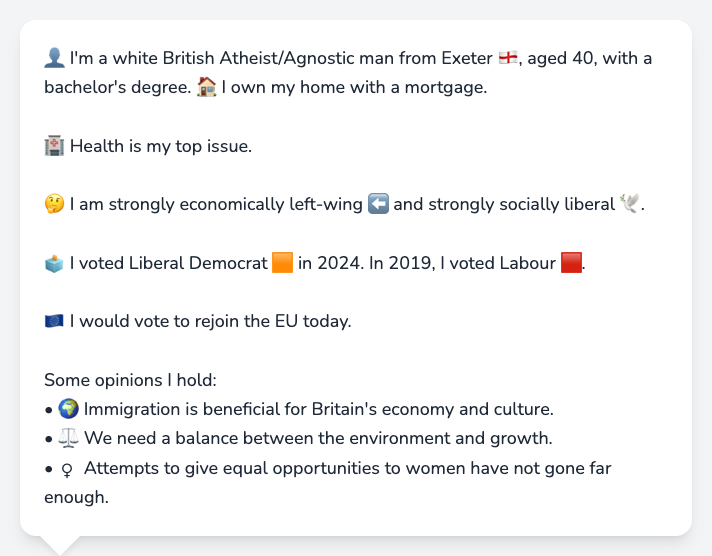 👤 I'm a white British Atheist/Agnostic man from Exeter 🏴󠁧󠁢󠁥󠁮󠁧󠁿, aged 40, with a
bachelor's degree. 🏠 I own my home with a mortgage.
🏥 Health is my top issue.
🤔 I am strongly economically left-wing ⬅️ and strongly socially liberal 🕊️.
🗳️ I voted Liberal Democrat 🟧 in 2024. In 2019, I voted Labour 🟥.
🇪🇺 I would vote to rejoin the EU today.
Some opinions I hold:
• 🌍 Immigration is beneficial for Britain's economy and culture.
• ⚖️ We need a balance between the environment and growth.
• ♀ Attempts to give equal opportunities to women have not gone far
enough.